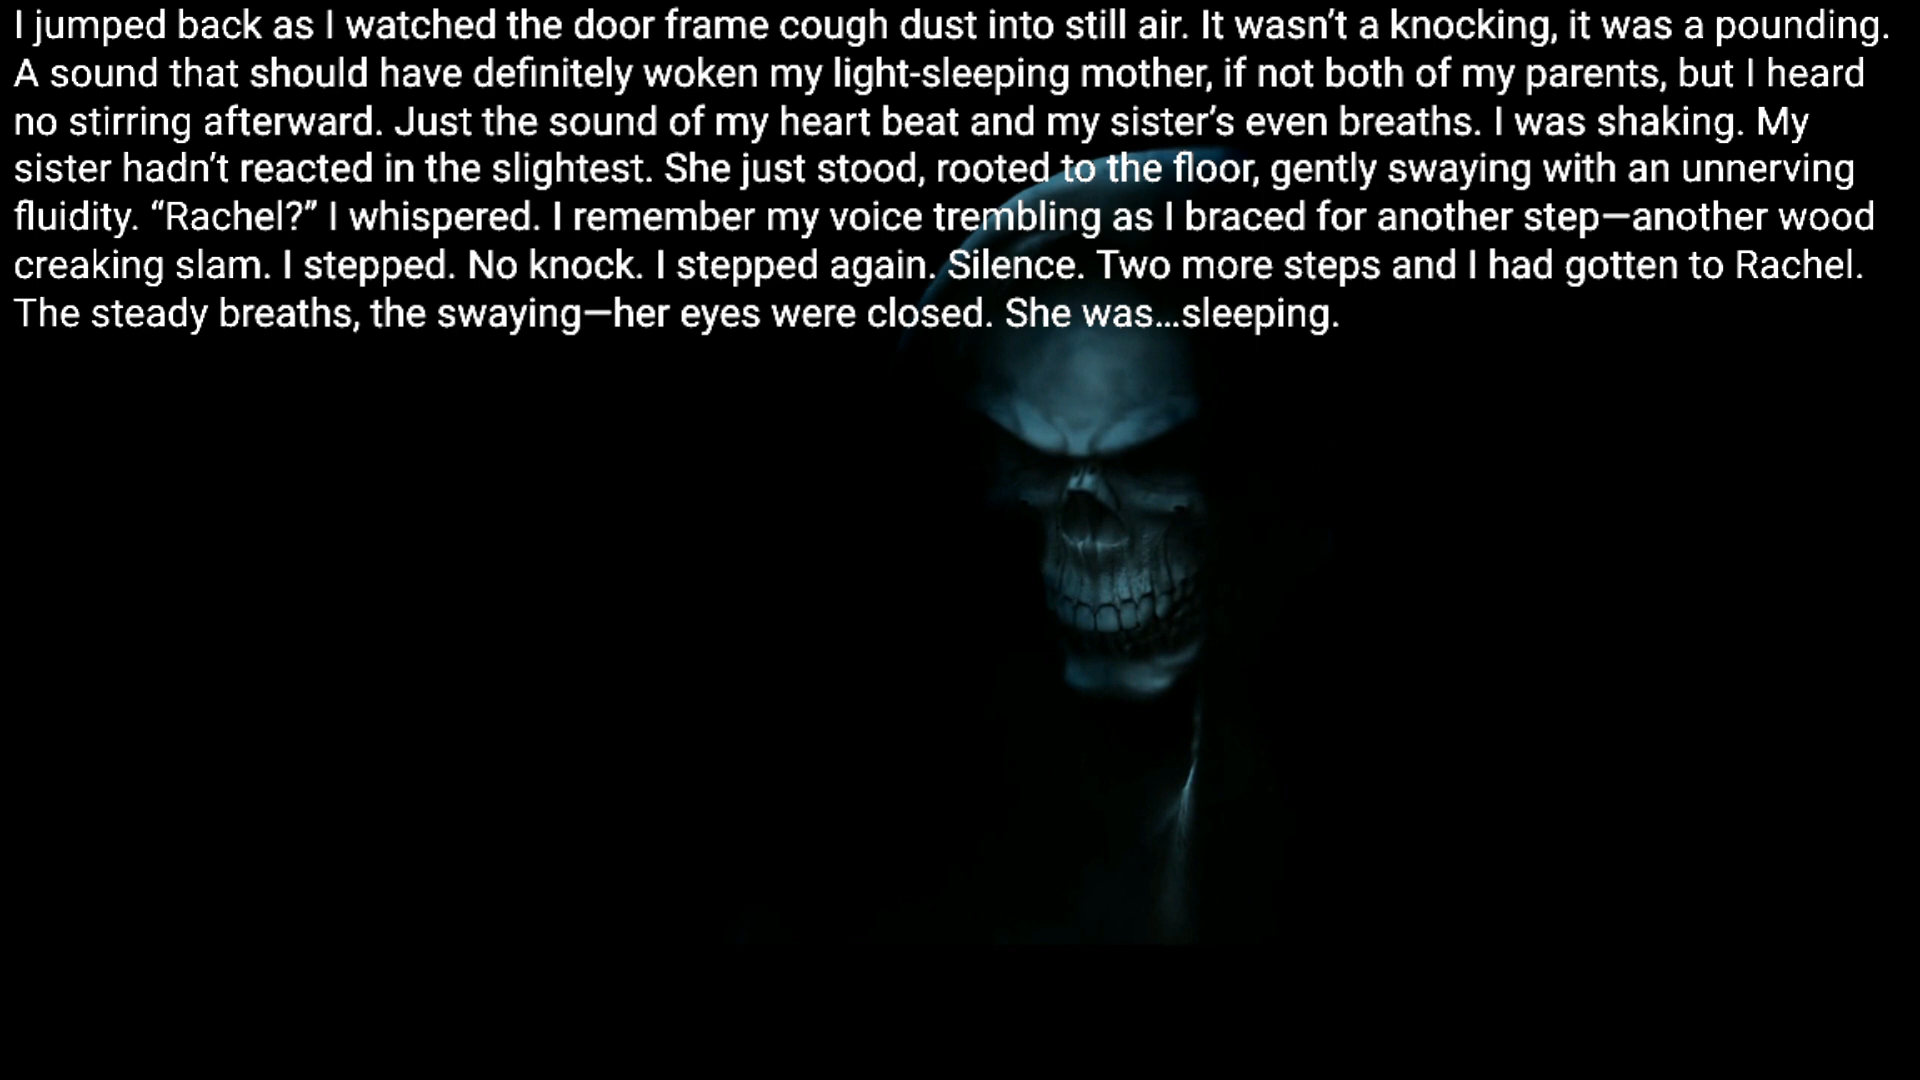 I jumped back as I watched the door frame cough dust into still air. It wasn’t a knocking, it was a pounding.
A sound that should have definitely woken my light-sleeping mother, if not both of my parents, but I heard
no stirring afterward. Just the sound of my heart beat and my sister’s even breaths. I was shaking. My
sister hadn’t reacted in the slightest. She just stood, rooted to the floor, gently swaying with an unnerving
fluidity. “Rachel?” I whispered. I remember my voice trembling as I braced for another step—another wood
creaking slam. I stepped. No knock. I stepped again. Silence. Two more steps and I had gotten to Rachel.
The steady breaths, the swaying—her eyes were closed. She was...sleeping.